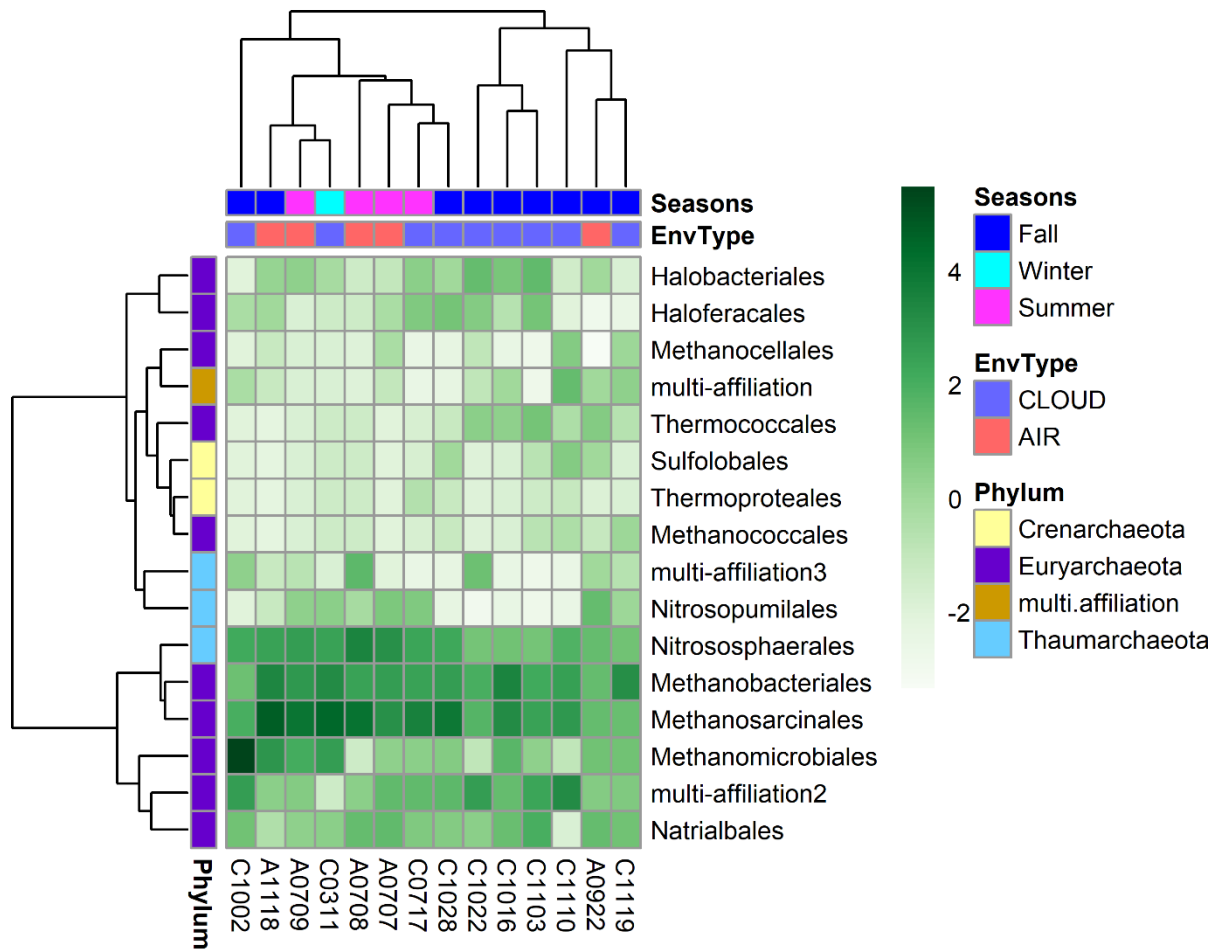 Seasons
EnvType
Halobacteriales
Haloferacales
Methanocellales
multi-affiliation
Thermococcales
Sulfolobales
Thermoproteales
Methanococcales
multi-affiliation3
Nitrosopumilales
Nitrososphaerales
Methanobacteriales
Methanosarcinales
Methanomicrobiales
multi-affiliation2
Natrialbales
Phylum
C1002
A1118
A0709
C0311
A0708
A0707
C0717
C1028
C1022
C1016
C1103
C1110
A0922
C1119
4
2
0
-2
Seasons
Fall
Winter
Summer
EnvType
CLOUD
AIR
Phylum
Crenarchaeota
Euryarchaeota
multi.affiliation
Thaumarchaeota